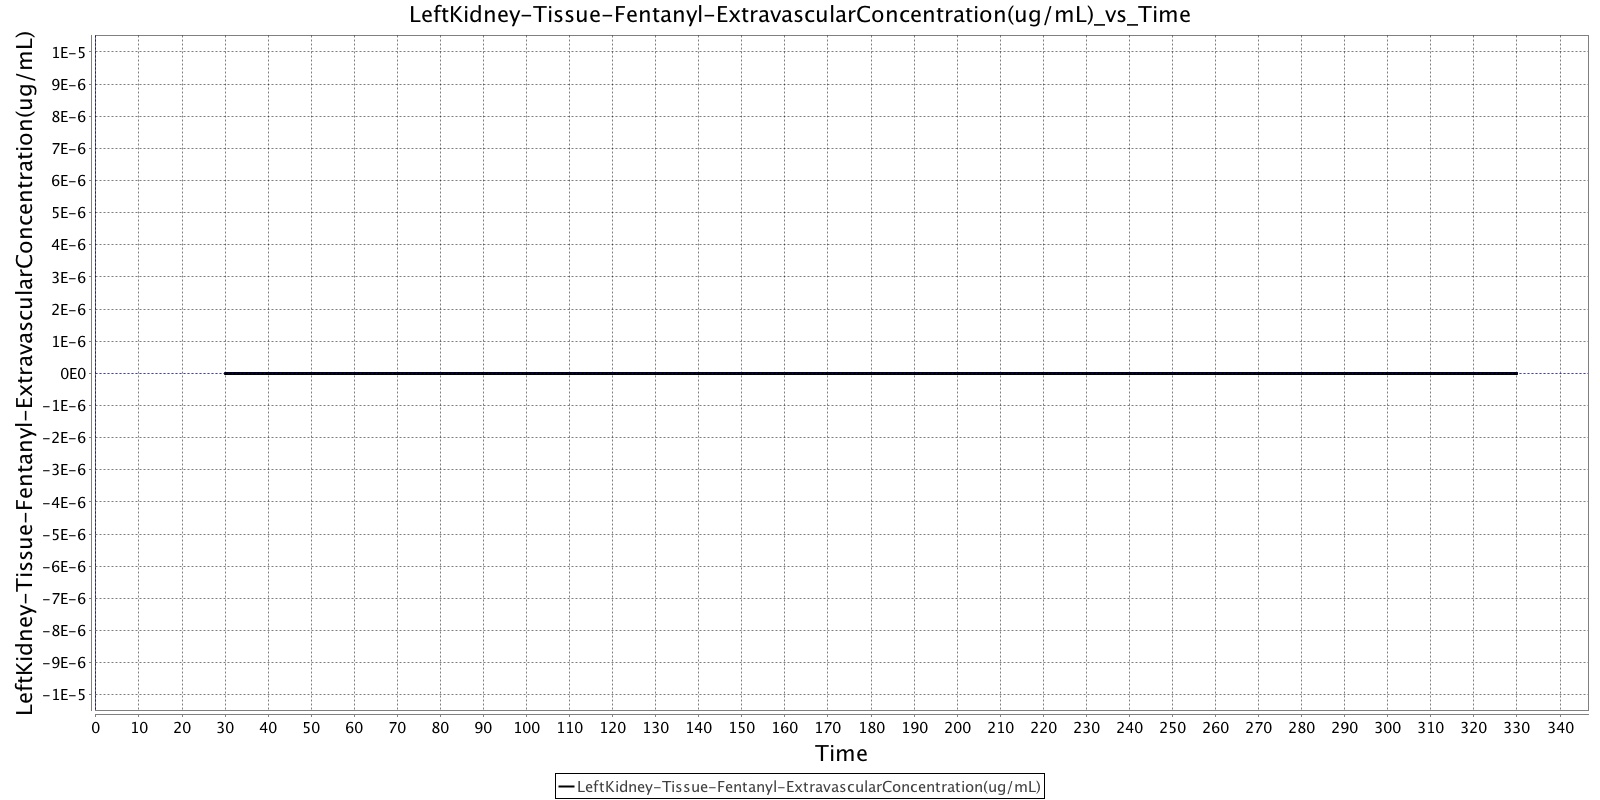 LeftKidney-Tissue-Fentanyl-ExtravascularConcentration(ug/mL)_vs_Time
LeftKidney-Tissue-Fentanyl-ExtravascularConcentration(ug/mL)
1E-5
9E-6
8E-6
7E-6
6E-6
5E-6
4E-6
3E-6
2E-6
1E-6
0E0
-1E-6
-2E-6
-3E-6
-4E-6
-5E-6
-6E-6
-7E-6
-8E-6
-9E-6
-1E-5
0 10 20 30 40 50 60 70 80 90 100 110 120 130 140 150 160 170 180 190 200 210 220 230 240 250 260 270 280 290 300 310 320 330 340
Time
LeftKidney-Tissue-Fentanyl-ExtravascularConcentration(ug/mL)